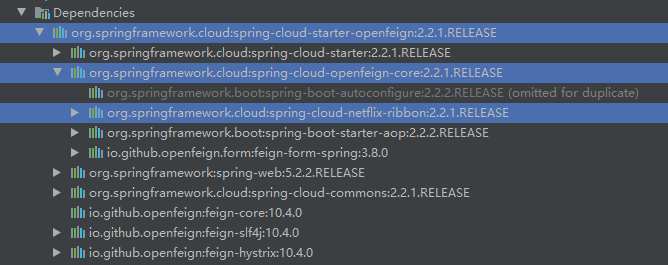 Dependencies
org.springframework.cloud:spring-cloud-starter-openfeign:2.2.1.RELEASE
org.springframework.cloud:spring-cloud-starter:2.2.1.RELEASE
org.springframework.cloud:spring-cloud-openfeign-core:2.2.1.RELEASE
org.springframework.boot:spring-boot-autoconfigure:2.2.2.RELEASE (omitted for duplicate)
org.springframework.cloud:spring-cloud-netflix-ribbon:2.2.1.RELEASE
org.springframework.boot:spring-boot-starter-aop:2.2.2.RELEASE
io.github.openfeign.form:feign-form-spring:3.8.0
org.springframework:spring-web:5.2.2.RELEASE
org.springframework.cloud:spring-cloud-commons:2.2.1.RELEASE
io.github.openfeign:feign-core:10.4.0
io.github.openfeign:feign-slf4j:10.4.0
io.github.openfeign:feign-hystrix:10.4.0